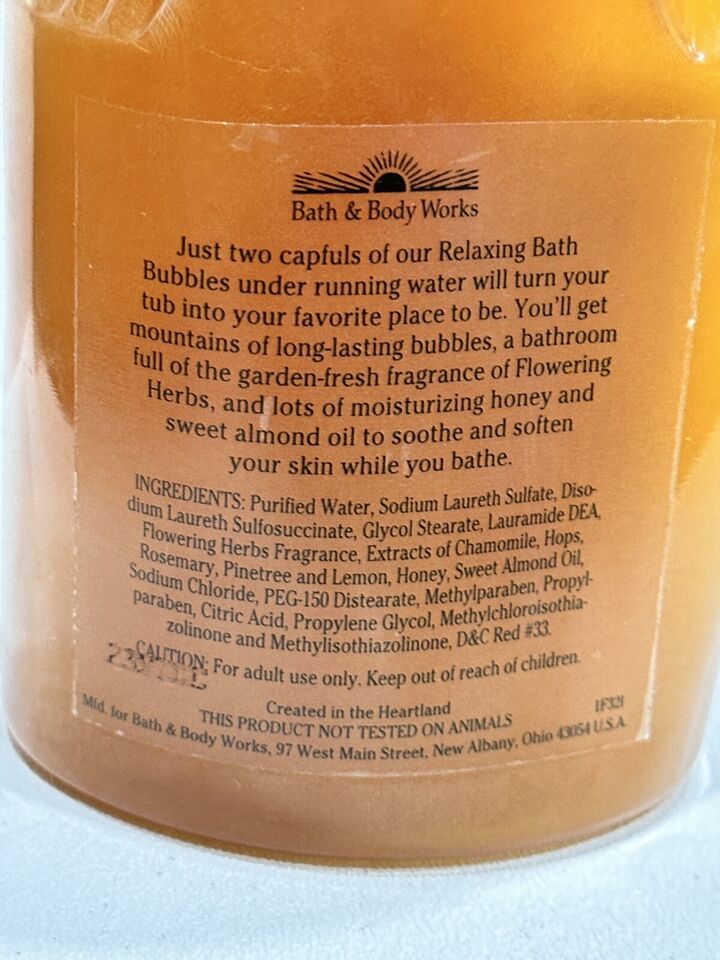 Bath & Body Works
Just two capfuls of our Relaxing Bath
Bubbles under running water will turn your
tub into your favorite place to be. You'll get
mountains of long-lasting bubbles, a bathroom
full of the garden-fresh fragrance of Flowering
Herbs, and lots of moisturizing honey and
sweet almond oil to soothe and soften
your skin while you bathe.
INGREDIENTS: Purified Water, Sodium Laureth Sulfate, Diso-
dium Laureth Sulfosuccinate, Glycol Stearate, Lauramide DEA,
Flowering Herbs Fragrance, Extracts of Chamomile, Hops,
Rosemary, Pinetree and Lemon, Honey, Sweet Almond Oil,
Sodium Chloride, PEG-150 Distearate, Methylparaben, Propyl-
paraben, Citric Acid, Propylene Glycol, Methylchloroisothia-
zolinone and Methylisothiazolinone, D&C Red #33.
CAUTION: For adult use only. Keep out of reach of children.
Created in the Heartland
1F321
THIS PRODUCT NOT TESTED ON ANIMALS
Mfd. for Bath & Body Works, 97 West Main Street, New Albany, Ohio 43054 U.S.A.